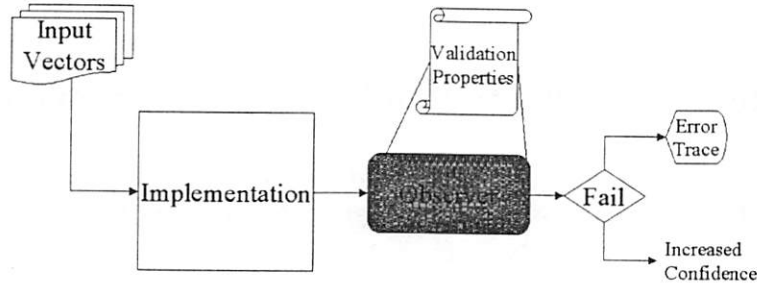 Input
Vectors
Validation
Properties
Implementation
Observer
Fail
Error
Trace
Increased
Confidence